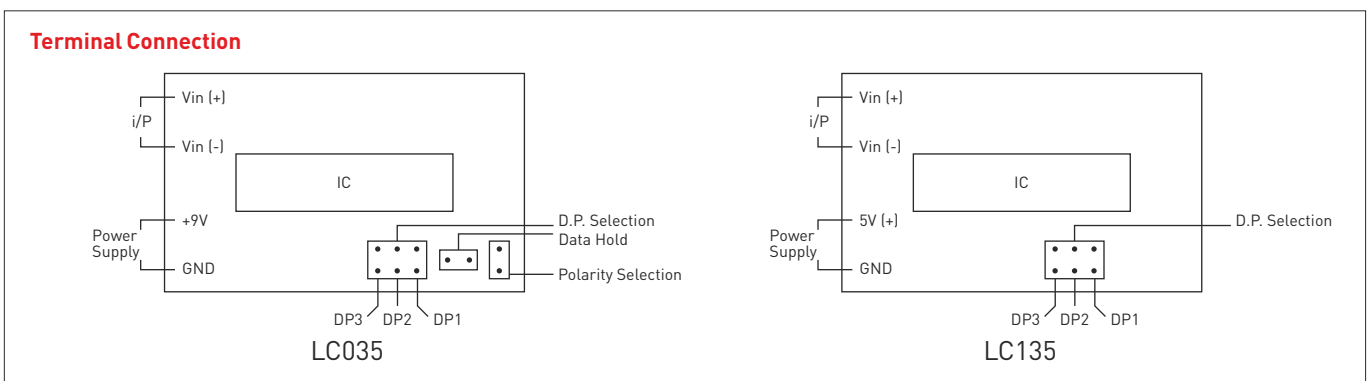 Terminal Connection
Vin (+)
i/P
Vin (-)
IC
+9V
Power
Supply
GND
D.P. Selection
Data Hold
Polarity Selection
DP3
DP2
DP1
LC035
Vin (+)
i/P
Vin (-)
IC
5V (+)
Power
Supply
GND
D.P. Selection
DP3
DP2
DP1
LC135